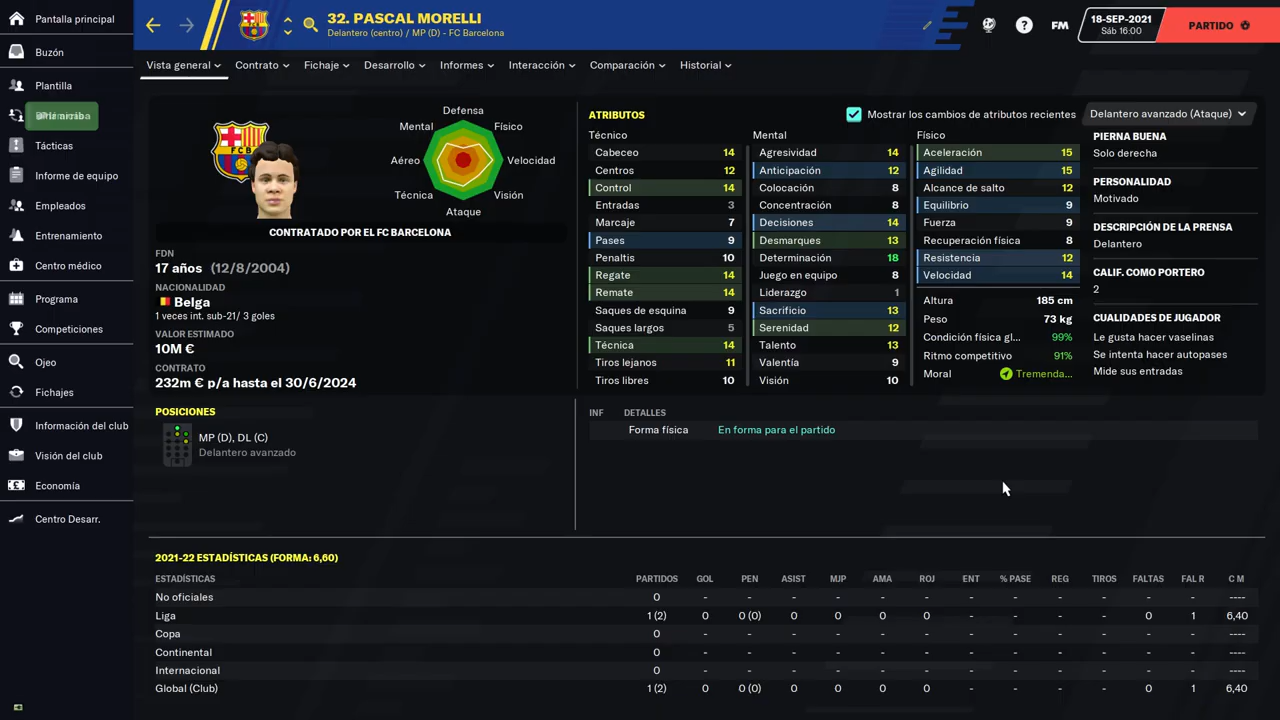 Pantalla principal
Buzón
Plantilla
Tácticas
Informe de equipo
Empleados
Entrenamiento
Centro médico
Programa
Competiciones
Ojeo
Fichajes
Información del club
Visión del club
Economía
Centro Desarr.
32. PASCAL MORELLI
Delantero (centro) / MP (D) - FC Barcelona
FM
18-SEP-2021
Sáb 16:00
PARTIDO
Vista general
Contrato
Fichaje
Desarrollo
Informes
Interacción
Comparación
Historial
FCB
Defensa
Mental
Físico
Aéreo
Velocidad
Técnica
Visión
Ataque
CONTRATADO POR EL FC BARCELONA
FDN
17 años (12/8/2004)
NACIONALIDAD
Belga
1 veces int. sub-21/ 3 goles
VALOR ESTIMADO
10M €
CONTRATO
232m € p/a hasta el 30/6/2024
POSICIONES
MP (D), DL (C)
Delantero avanzado
ATRIBUTOS
Mostrar los cambios de atributos recientes
Delantero avanzado (Ataque)
Técnico
Cabeceo 14
Centros 12
Control 14
Entradas 3
Marcaje 7
Pases 9
Penaltis 10
Regate 14
Remate 14
Saques de esquina 9
Saques largos 5
Técnica 14
Tiros lejanos 11
Tiros libres 10
Mental
Agresividad 14
Anticipación 12
Colocación 8
Concentración 8
Decisiones 14
Desmarques 13
Determinación 18
Juego en equipo 8
Liderazgo 1
Sacrificio 13
Serenidad 12
Talento 13
Valentía 9
Visión 10
Físico
Aceleración 15
Agilidad 15
Alcance de salto 12
Equilibrio 9
Fuerza 9
Recuperación física 8
Resistencia 12
Velocidad 14
Altura 185 cm
Peso 73 kg
Condición física gl... 99%
Ritmo competitivo 91%
Moral Tremenda...
PIERNA BUENA
Solo derecha
PERSONALIDAD
Motivado
DESCRIPCIÓN DE LA PRENSA
Delantero
CALIF. COMO PORTERO
2
CUALIDADES DE JUGADOR
Le gusta hacer vaselinas
Se intenta hacer autopases
Mide sus entradas
INF DETALLES
Forma física En forma para el partido
2021-22 ESTADÍSTICAS (FORMA: 6,60)
ESTADÍSTICAS PARTIDOS GOL PEN ASIST MJP AMA ROJ ENT % PASE REG TIROS FALTAS FAL R C M
No oficiales 0 - - - - - - - - - - - - ----
Liga 1 (2) 0 0 (0) 0 0 0 0 - - - - 0 1 6,40
Copa 0 - - - - - - - - - - - - ----
Continental 0 - - - - - - - - - - - - ----
Internacional 0 - - - - - - - - - - - - ----
Global (Club) 1 (2) 0 0 (0) 0 0 0 0 - - - - 0 1 6,40